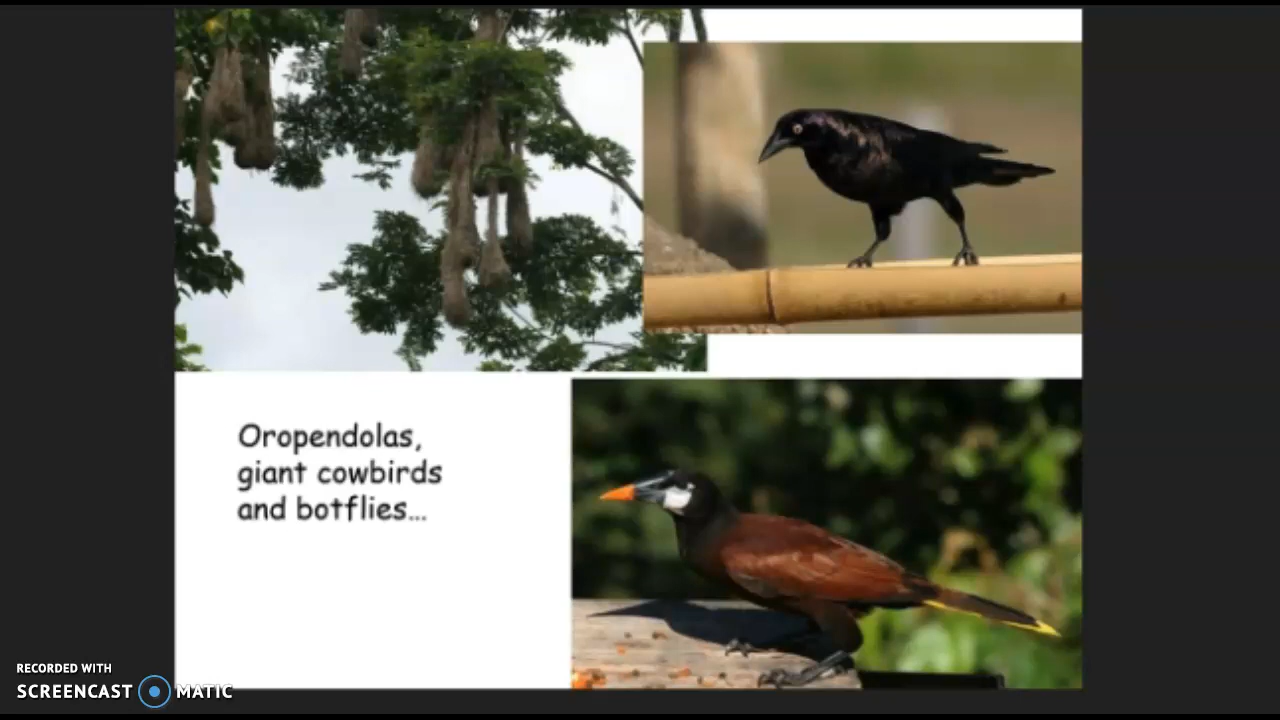 Oropendolas,
giant cowbirds
and botflies...
RECORDED WITH
SCREENCAST MATIC